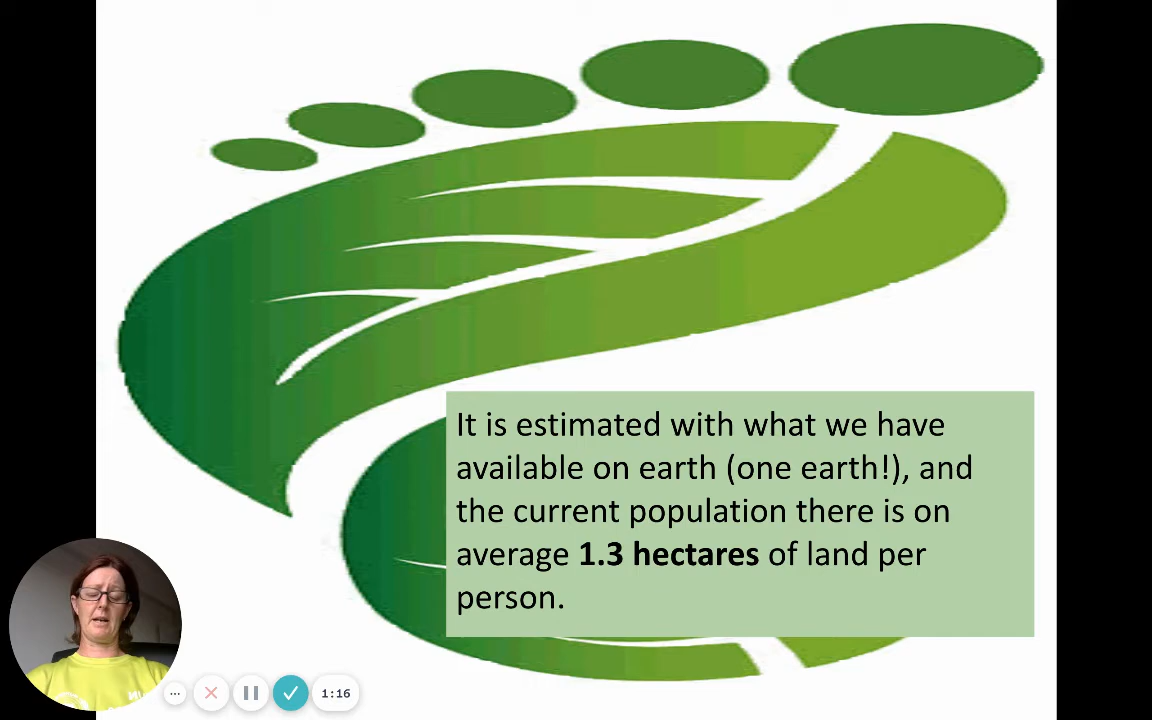 It is estimated with what we have
available on earth (one earth!), and
the current population there is on
average 1.3 hectares of land per
person.
1:16